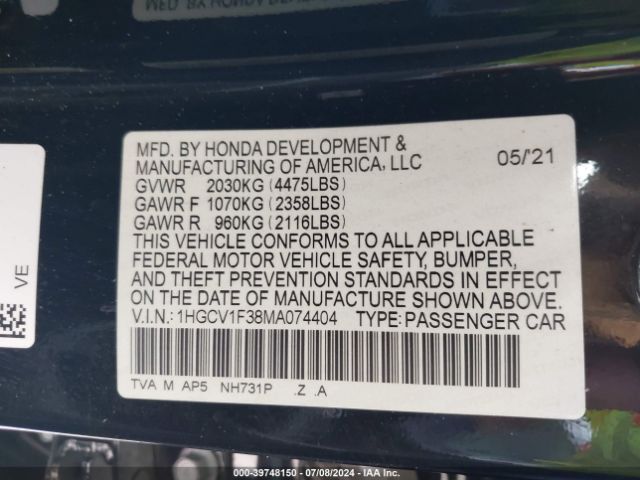 MFD. BY HONDA DEVELOPMENT &
MANUFACTURING OF AMERICA, LLC 05/'21
GVWR 2030KG (4475LBS)
GAWR F 1070KG (2358LBS)
GAWR R 960KG (2116LBS)
THIS VEHICLE CONFORMS TO ALL APPLICABLE
FEDERAL MOTOR VEHICLE SAFETY, BUMPER,
AND THEFT PREVENTION STANDARDS IN EFFECT
ON THE DATE OF MANUFACTURE SHOWN ABOVE.
V.I.N.: 1HGCV1F38MA074404 TYPE: PASSENGER CAR
TVA M AP5 NH731P .Z .A
VE
000-39748150 - 07/08/2024 - IAA Inc.